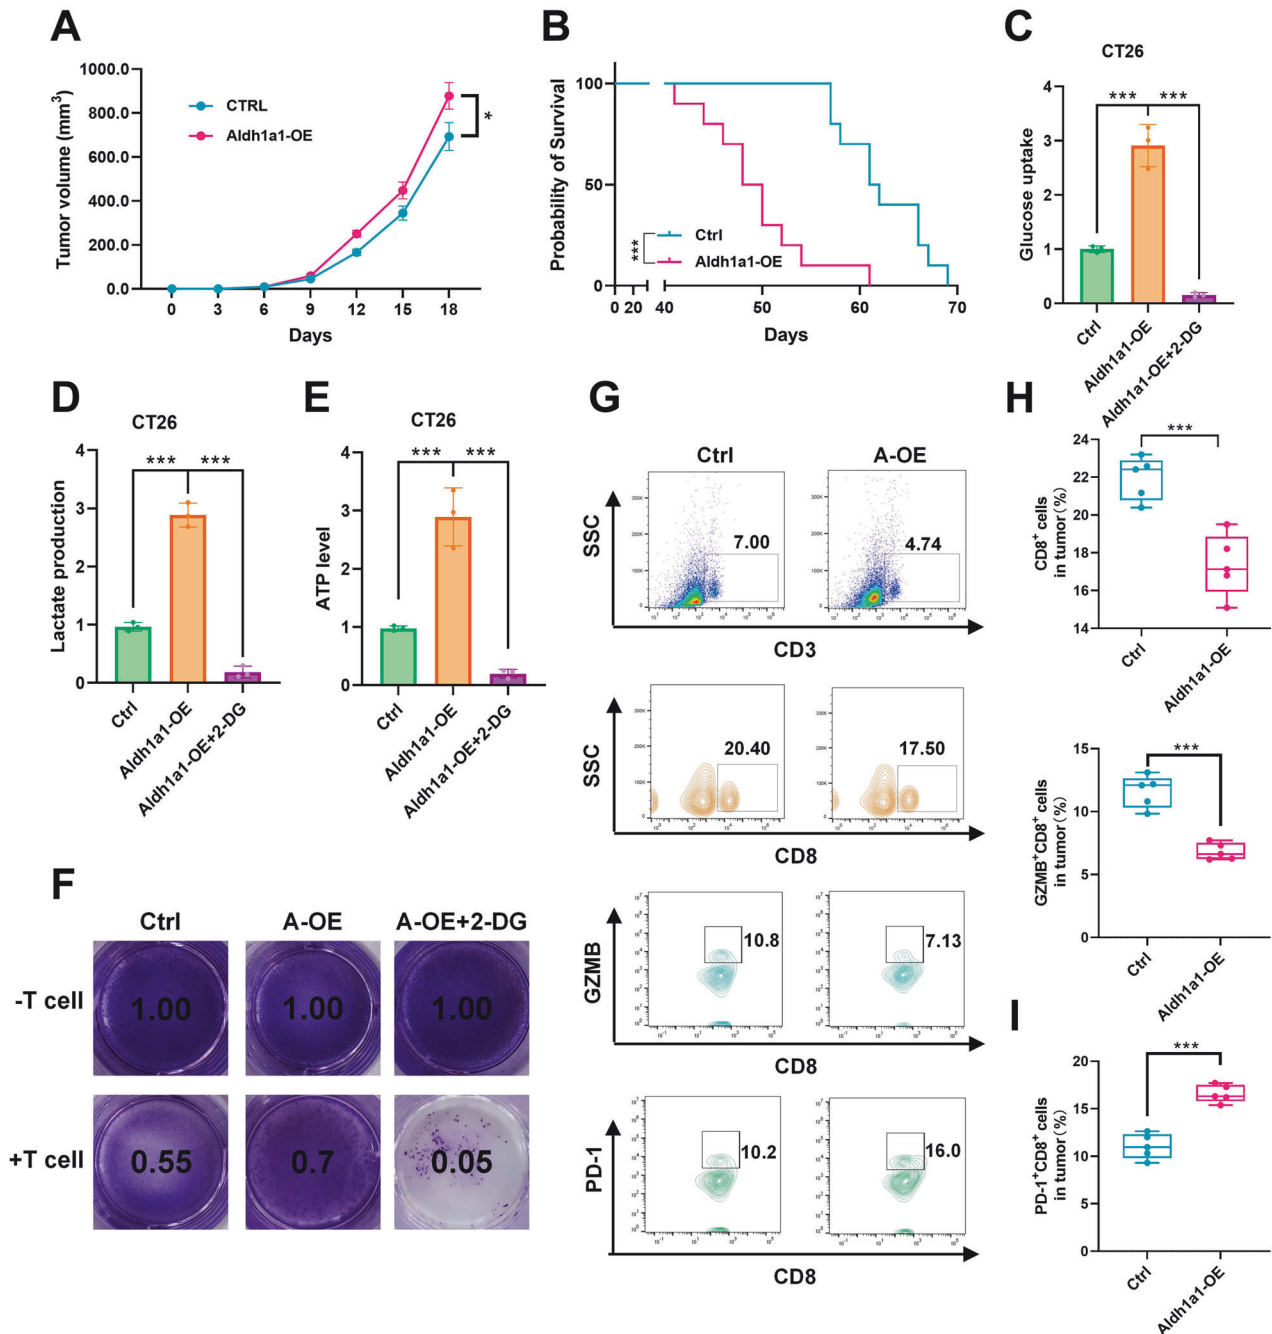 A
Tumor volume (mm³)
1000.0
800.0
600.0
400.0
200.0
0.0
CTRL
Aldh1a1-OE
*
0 3 6 9 12 15 18
Days
B
Probability of Survival
100
50
0
Ctrl
Aldh1a1-OE
***
0 20 40 50 60 70
Days
C
CT26
Glucose uptake
4
3
2
1
0
*** ***
Ctrl
Aldh1a1-OE
Aldh1a1-OE+2-DG
D
CT26
Lactate production
4
3
2
1
0
*** ***
Ctrl
Aldh1a1-OE
Aldh1a1-OE+2-DG
E
CT26
ATP level
4
3
2
1
0
*** ***
Ctrl
Aldh1a1-OE
Aldh1a1-OE+2-DG
F
Ctrl A-OE A-OE+2-DG
-T cell
1.00 1.00 1.00
+T cell
0.55 0.7 0.05
G
Ctrl A-OE
SSC
7.00 4.74
CD3
SSC
20.40 17.50
CD8
GZMB
10.8 7.13
CD8
PD-1
10.2 16.0
CD8
H
CD8⁺ cells
in tumor (%)
24
22
20
18
16
14
***
Ctrl
Aldh1a1-OE
GZMB⁺CD8⁺ cells
in tumor (%)
15
10
5
0
***
Ctrl
Aldh1a1-OE
I
PD-1⁺CD8⁺ cells
in tumor (%)
20
15
10
5
0
***
Ctrl
Aldh1a1-OE